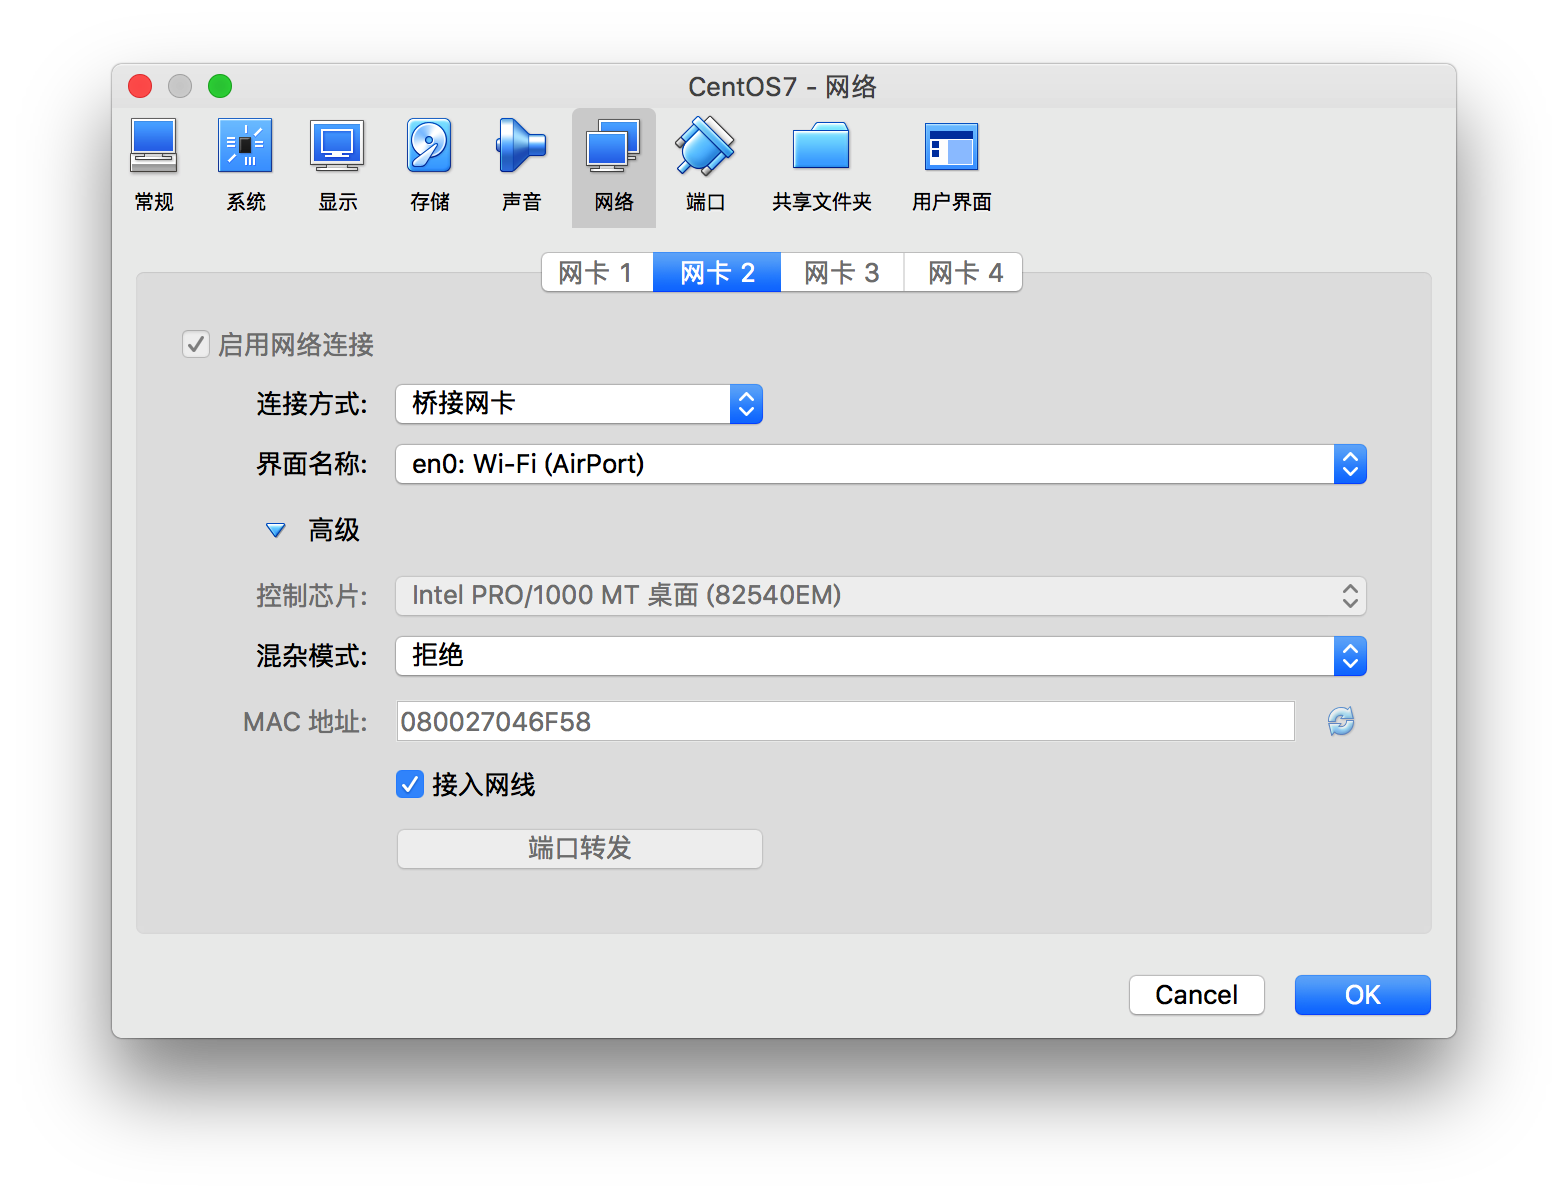 CentOS7 - 网络
常规 系统 显示 存储 声音 网络 端口 共享文件夹 用户界面
网卡 1 网卡 2 网卡 3 网卡 4
启用网络连接
连接方式: 桥接网卡
界面名称: en0: Wi-Fi (AirPort)
高级
控制芯片: Intel PRO/1000 MT 桌面 (82540EM)
混杂模式: 拒绝
MAC 地址: 080027046F58
接入网线
端口转发
Cancel OK